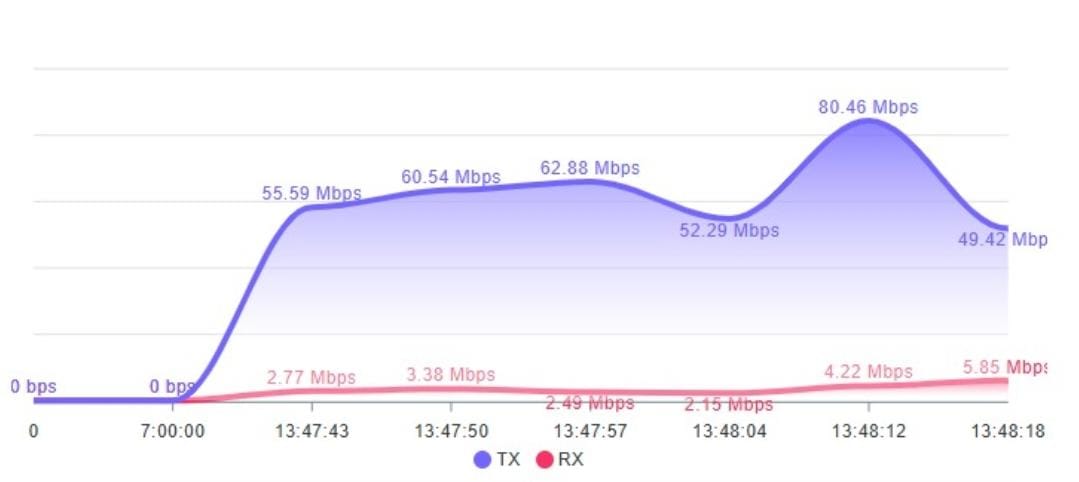 80.46 Mbps
62.88 Mbps
60.54 Mbps
55.59 Mbps
52.29 Mbps
49.42 Mbp
5.85 Mbps
4.22 Mbps
3.38 Mbps
2.77 Mbps
0 bps 0 bps
2.49 Mbps 2.15 Mbps
0 7:00:00 13:47:43 13:47:50 13:47:57 13:48:04 13:48:12 13:48:18
TX RX